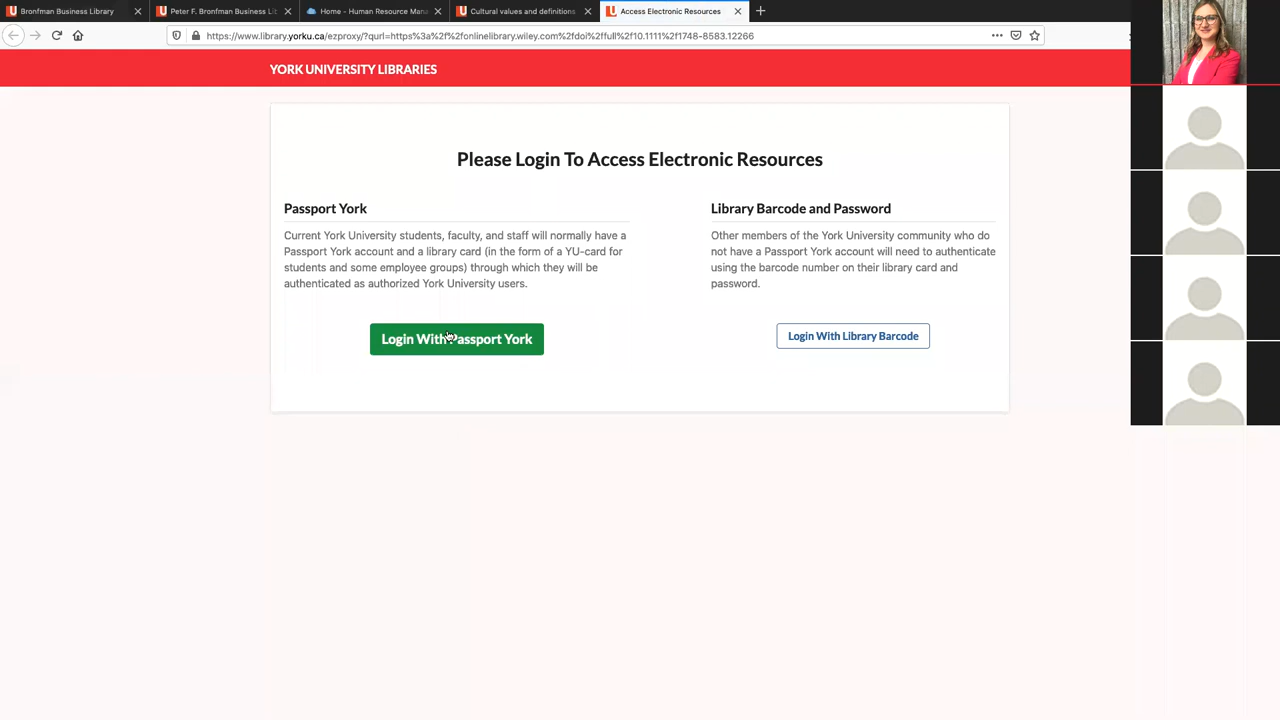 Bronfman Business Library
Peter F. Bronfman Business Lit
Home - Human Resource Mana
Cultural values and definitions
Access Electronic Resources
https://www.library.yorku.ca/ezproxy/?qurl=https%3a%2f%2fonlinelibrary.wiley.com%2fdoi%2ffull%2f10.1111%2f1748-8583.12266
YORK UNIVERSITY LIBRARIES
Please Login To Access Electronic Resources
Passport York
Current York University students, faculty, and staff will normally have a
Passport York account and a library card (in the form of a YU-card for
students and some employee groups) through which they will be
authenticated as authorized York University users.
Login With Passport York
Library Barcode and Password
Other members of the York University community who do
not have a Passport York account will need to authenticate
using the barcode number on their library card and
password.
Login With Library Barcode